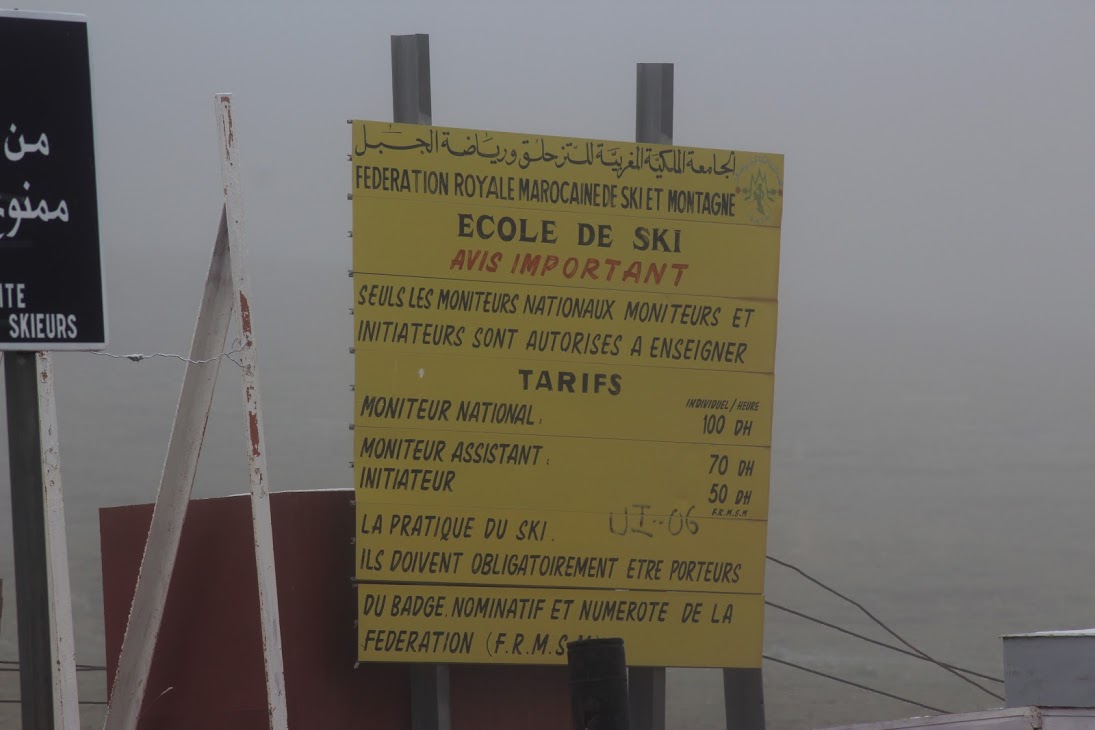 من
ممنوع
ITE
SKIEURS
الجامعة الملكية المغربية للتزحلق ورياضة الجبل
FEDERATION ROYALE MAROCAINE DE SKI ET MONTAGNE
ECOLE DE SKI
AVIS IMPORTANT
SEULS LES MONITEURS NATIONAUX MONITEURS ET
INITIATEURS SONT AUTORISES A ENSEIGNER
TARIFS
INDIVIDUEL/HEURE
MONITEUR NATIONAL: 100 DH
MONITEUR ASSISTANT: 70 DH
INITIATEUR 50 DH
F.R.M.S.M
LA PRATIQUE DU SKI.
ILS DOIVENT OBLIGATOIREMENT ETRE PORTEURS
DU BADGE.NOMINATIF ET NUMEROTE DE LA
FEDERATION (F.R.M.S.M